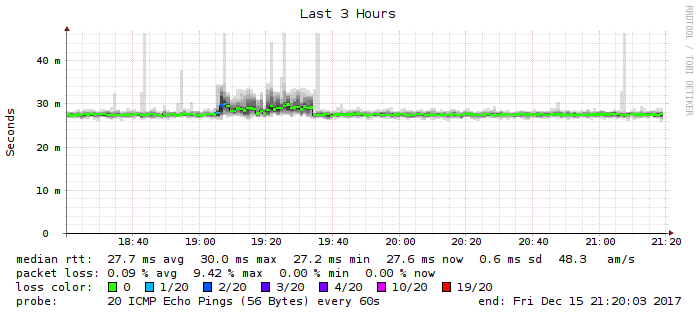 Last 3 Hours
RRDTOOL / TOBI OETIKER
Seconds
40 m
30 m
20 m
10 m
0
18:40 19:00 19:20 19:40 20:00 20:20 20:40 21:00 21:20
median rtt: 27.7 ms avg 30.0 ms max 27.2 ms min 27.6 ms now 0.6 ms sd 48.3 am/s
packet loss: 0.09 % avg 9.42 % max 0.00 % min 0.00 % now
loss color: 0 1/20 2/20 3/20 4/20 10/20 19/20
probe: 20 ICMP Echo Pings (56 Bytes) every 60s end: Fri Dec 15 21:20:03 2017